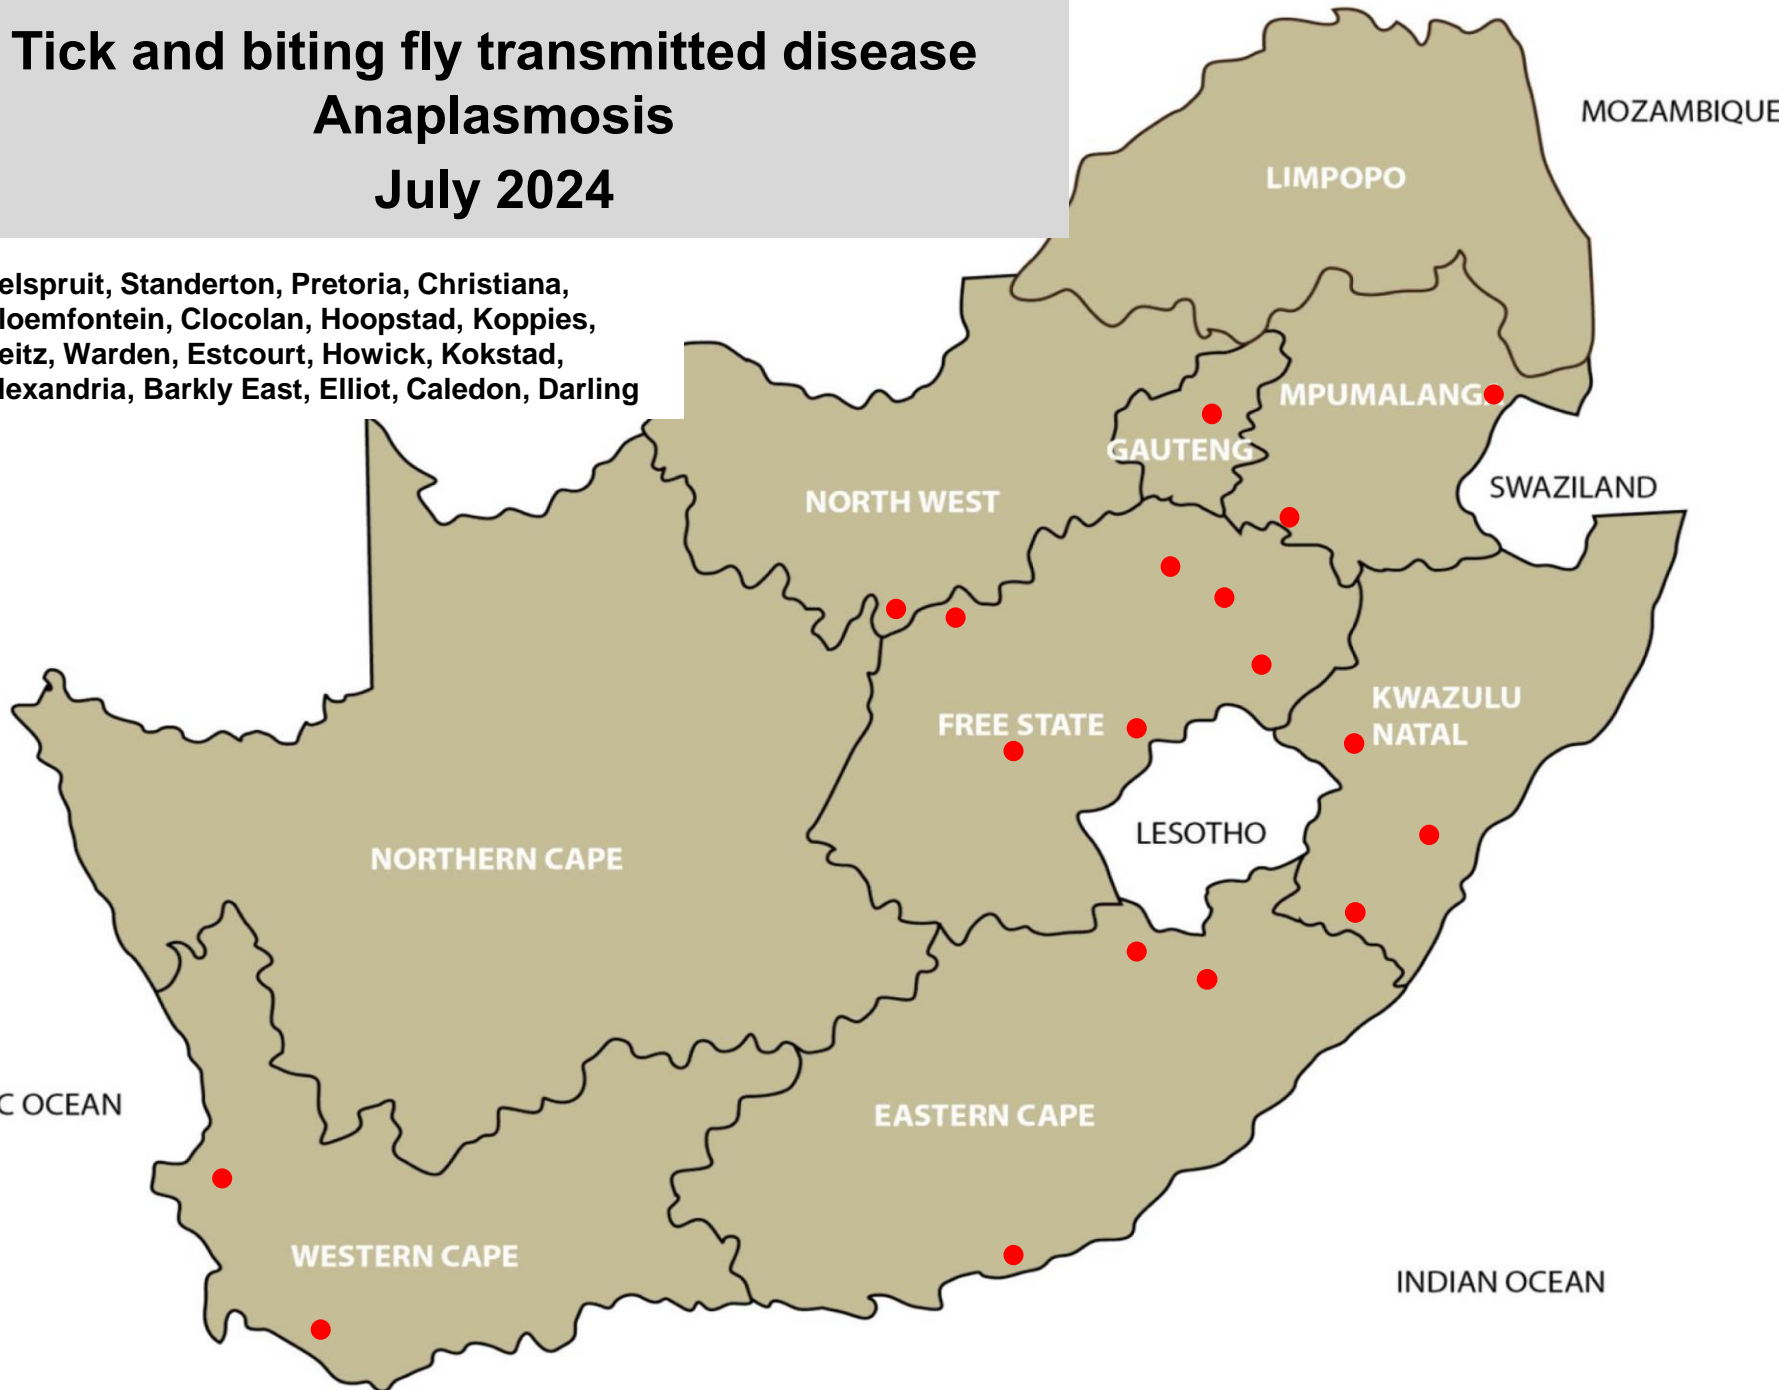 Tick and biting fly transmitted disease
Anaplasmosis
July 2024
MOZAMBIQUE
LIMPOPO
elspruit, Standerton, Pretoria, Christiana,
loemfontein, Clocolan, Hoopstad, Koppies,
eitz, Warden, Estcourt, Howick, Kokstad,
lexandria, Barkly East, Elliot, Caledon, Darling
MPUMALANGA
GAUTENG
NORTH WEST
SWAZILAND
KWAZULU
NATAL
FREE STATE
LESOTHO
NORTHERN CAPE
C OCEAN
EASTERN CAPE
WESTERN CAPE
INDIAN OCEAN